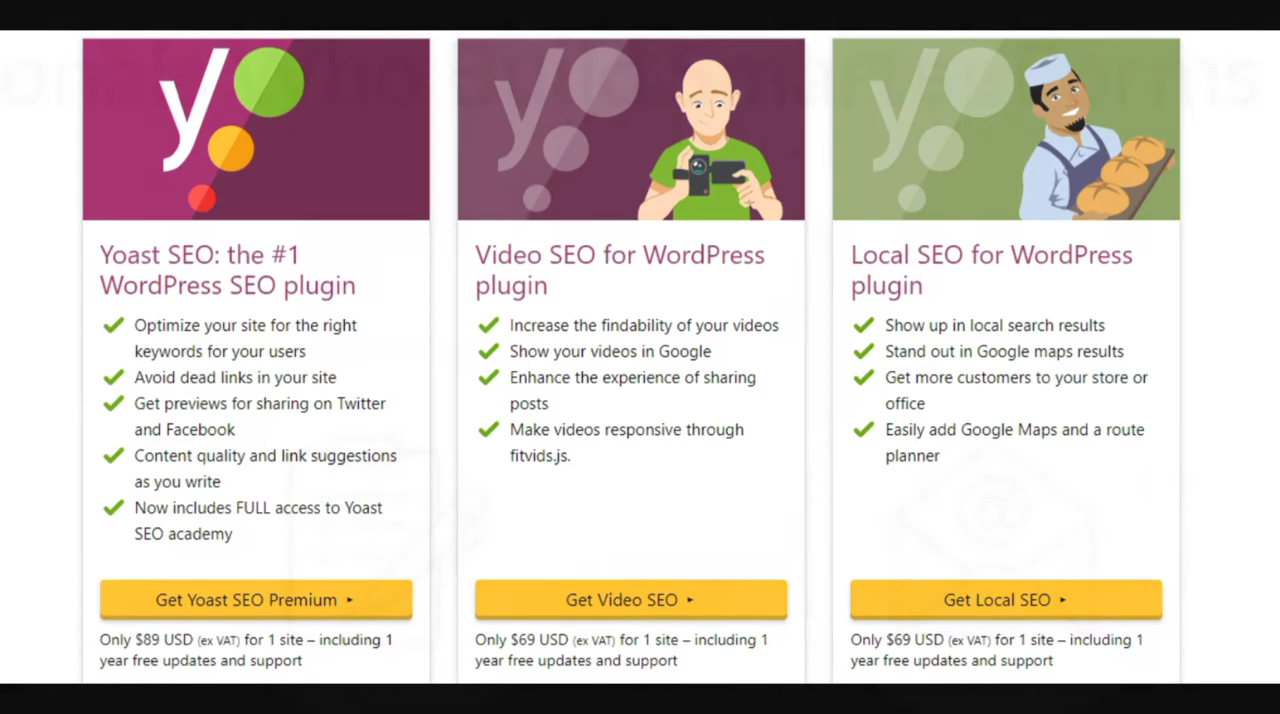 y
y
y
Yoast SEO: the #1
WordPress SEO plugin
Optimize your site for the right
keywords for your users
Avoid dead links in your site
Get previews for sharing on Twitter
and Facebook
Content quality and link suggestions
as you write
Now includes FULL access to Yoast
SEO academy
Get Yoast SEO Premium ▸
Only $89 USD (ex VAT) for 1 site – including 1
year free updates and support
Video SEO for WordPress
plugin
Increase the findability of your videos
Show your videos in Google
Enhance the experience of sharing
posts
Make videos responsive through
fitvids.js.
Get Video SEO ▸
Only $69 USD (ex VAT) for 1 site – including 1
year free updates and support
Local SEO for WordPress
plugin
Show up in local search results
Stand out in Google maps results
Get more customers to your store or
office
Easily add Google Maps and a route
planner
Get Local SEO ▸
Only $69 USD (ex VAT) for 1 site – including 1
year free updates and support